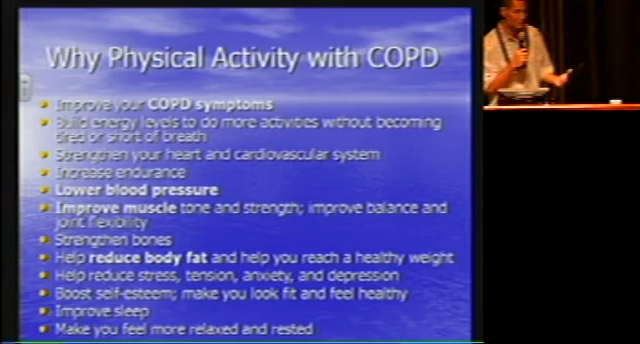 Why Physical Activity with COPD
Improve your COPD symptoms
Build energy levels to do more activities without becoming
tired or short of breath
Strengthen your heart and cardiovascular system
Increase endurance
Lower blood pressure
Improve muscle tone and strength; improve balance and
joint flexibility
Strengthen bones
Help reduce body fat and help you reach a healthy weight
Help reduce stress, tension, anxiety, and depression
Boost self-esteem; make you look fit and feel healthy
Improve sleep
Make you feel more relaxed and rested